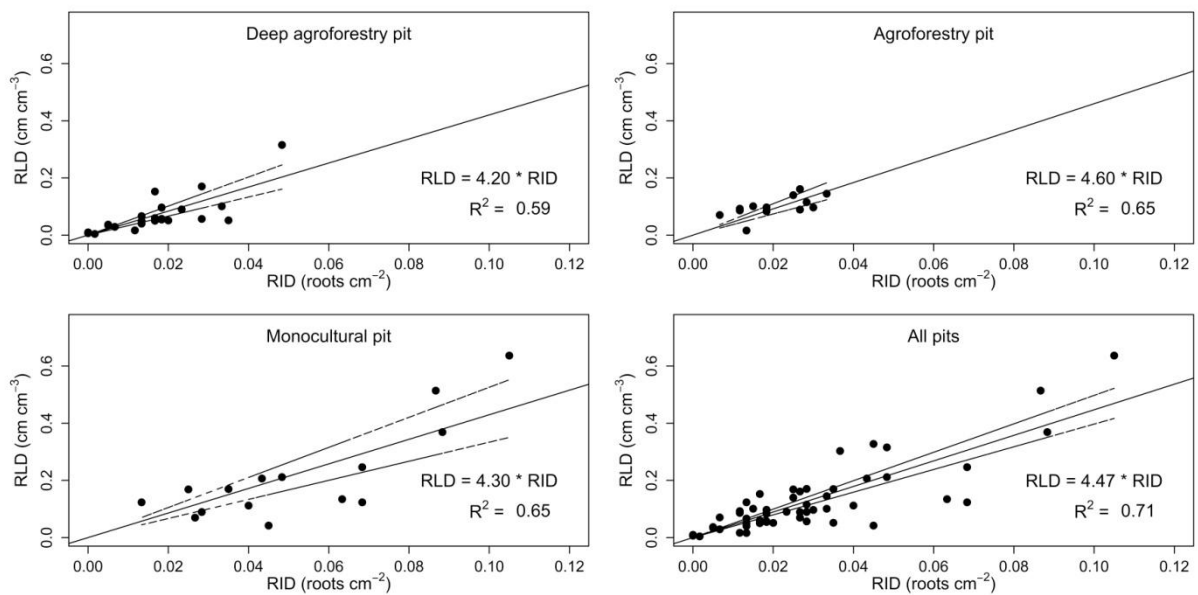 Deep agroforestry pit
RLD (cm cm⁻³)
0.6
0.4
0.2
0.0
RLD = 4.20 * RID
R² = 0.59
0.00 0.02 0.04 0.06 0.08 0.10 0.12
RID (roots cm⁻²)
Agroforestry pit
RLD (cm cm⁻³)
0.6
0.4
0.2
0.0
RLD = 4.60 * RID
R² = 0.65
0.00 0.02 0.04 0.06 0.08 0.10 0.12
RID (roots cm⁻²)
Monocultural pit
RLD (cm cm⁻³)
0.6
0.4
0.2
0.0
RLD = 4.30 * RID
R² = 0.65
0.00 0.02 0.04 0.06 0.08 0.10 0.12
RID (roots cm⁻²)
All pits
RLD (cm cm⁻³)
0.6
0.4
0.2
0.0
RLD = 4.47 * RID
R² = 0.71
0.00 0.02 0.04 0.06 0.08 0.10 0.12
RID (roots cm⁻²)